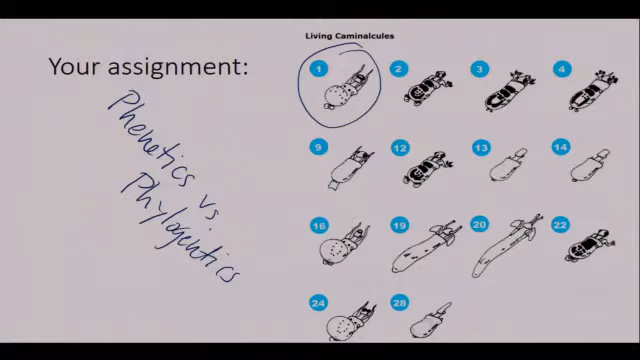 Living Caminalcules
Your assignment:
Phenetics vs.
Phylogentics
1 2 3 4
9 12 13 14
16 19 20 22
24 28